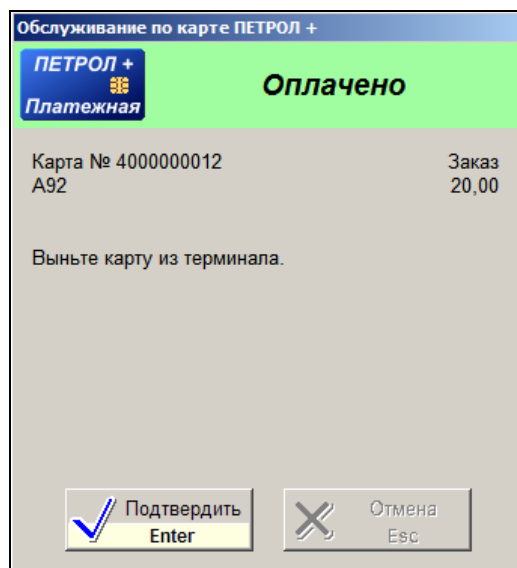 Обслуживание по карте ПЕТРОЛ +
ПЕТРОЛ +
Платежная
Оплачено
Карта № 4000000012 Заказ
А92 20,00
Выньте карту из терминала.
Подтвердить
Enter
Отмена
Esc